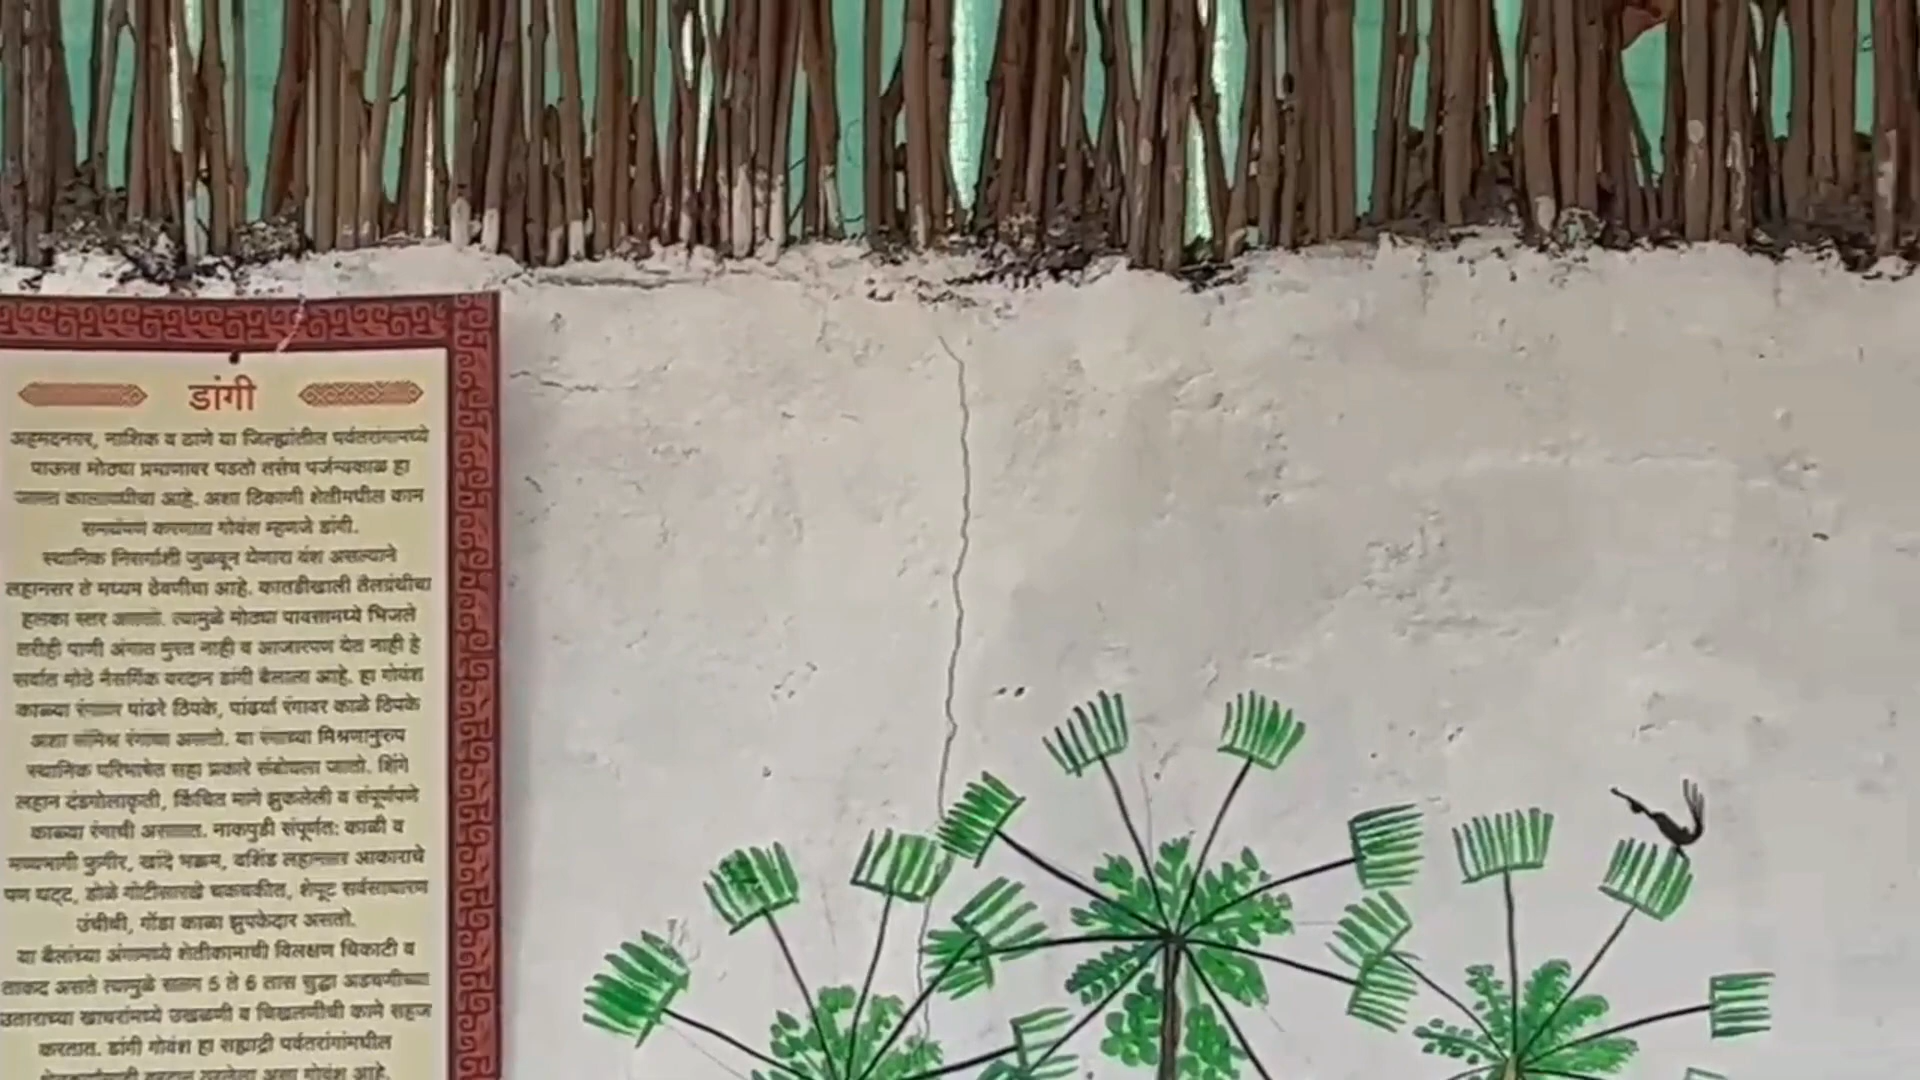 डांगी
अहमदनगर, नाशिक व ठाणे या जिल्ह्यांतील पर्वतरांगामध्ये
पाऊस मोठ्या प्रमाणावर पडतो तसेच पर्जन्यकाळ हा
जास्त कालावधीचा आहे. अशा ठिकाणी शेतीमधील काम
समर्थपणे करणारा गोवंश म्हणजे डांगी.
स्थानिक निसर्गाशी जुळवून घेणारा वंश असल्याने
लहानसर ते मध्यम ठेवणीचा आहे. कातडीखाली तैलग्रंथीचा
हलका स्तर असतो. त्यामुळे मोठ्या पावसामध्ये भिजले
तरीही पाणी अंगात मुरत नाही व आजारपण येत नाही हे
सर्वात मोठे नैसर्गिक वरदान डांगी बैलाला आहे. हा गोवंश
काळ्या रंगावर पांढरे ठिपके, पांढर्या रंगावर काळे ठिपके
अशा संमिश्र रंगाचा असतो. या रंगाच्या मिश्रणानुरुप
स्थानिक परिभाषेत सहा प्रकारे संबोधला जातो. शिंगे
लहान दंडगोलाकृती, किंचित मागे झुकलेली व संपूर्णपणे
काळ्या रंगाची असतात. नाकपुडी संपूर्णत: काळी व
मध्यभागी फुगीर, खांदे भक्कम, वशिंड लहानसर आकाराचे
पण घट्ट, डोळे गोटीसारखे चकचकीत, शेपूट सर्वसाधारण
उंचीची, गोंडा काळा झुपकेदार असतो.
या बैलांच्या अंगामध्ये शेतीकामाची विलक्षण चिकाटी व
ताकद असते त्यामुळे सलग 5 ते 6 तास सुद्धा अडचणीच्या
उताराच्या खाचरांमध्ये उखळणी व चिखलणीची कामे सहज
करतात. डांगी गोवंश हा सह्याद्री पर्वतरांगांमधील
वरदान ठरलेला असा गोवंश आहे.